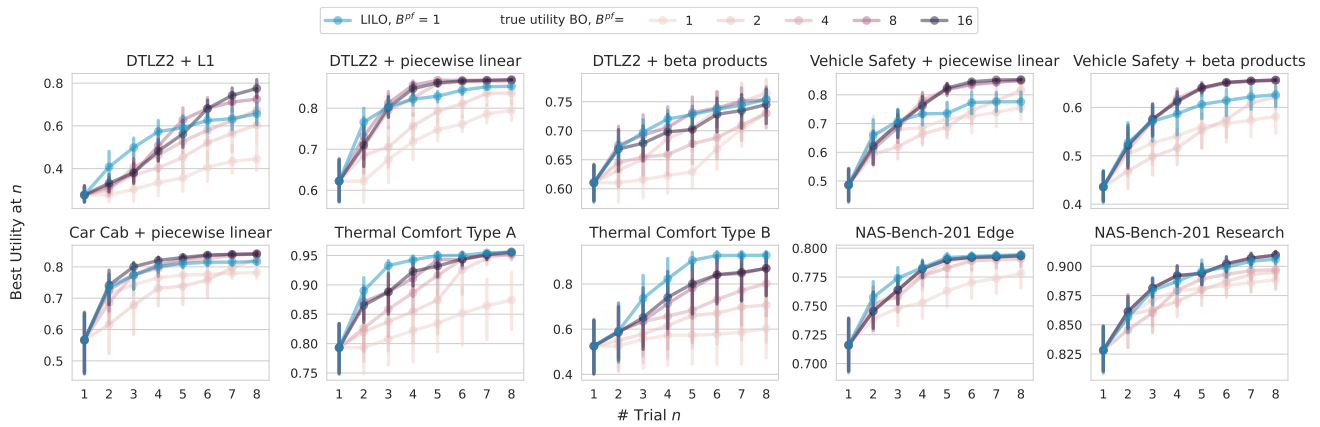 LILO, B^pf = 1 true utility BO, B^pf= 1 2 4 8 16
DTLZ2 + L1 DTLZ2 + piecewise linear DTLZ2 + beta products Vehicle Safety + piecewise linear Vehicle Safety + beta products
0.8 0.6 0.4
0.8 0.7 0.6
0.75 0.70 0.65 0.60
0.8 0.7 0.6 0.5
0.6 0.5 0.4
Best Utility at n
Car Cab + piecewise linear Thermal Comfort Type A Thermal Comfort Type B NAS-Bench-201 Edge NAS-Bench-201 Research
0.8 0.7 0.6 0.5
0.95 0.90 0.85 0.80 0.75
0.8 0.6 0.4
0.800 0.775 0.750 0.725 0.700
0.900 0.875 0.850 0.825
1 2 3 4 5 6 7 8 1 2 3 4 5 6 7 8 1 2 3 4 5 6 7 8 1 2 3 4 5 6 7 8 1 2 3 4 5 6 7 8
# Trial n